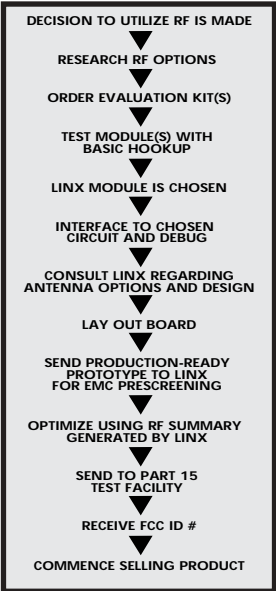 DECISION TO UTILIZE RF IS MADE
RESEARCH RF OPTIONS
ORDER EVALUATION KIT(S)
TEST MODULE(S) WITH
BASIC HOOKUP
LINX MODULE IS CHOSEN
INTERFACE TO CHOSEN
CIRCUIT AND DEBUG
CONSULT LINX REGARDING
ANTENNA OPTIONS AND DESIGN
LAY OUT BOARD
SEND PRODUCTION-READY
PROTOTYPE TO LINX
FOR EMC PRESCREENING
OPTIMIZE USING RF SUMMARY
GENERATED BY LINX
SEND TO PART 15
TEST FACILITY
RECEIVE FCC ID #
COMMENCE SELLING PRODUCT